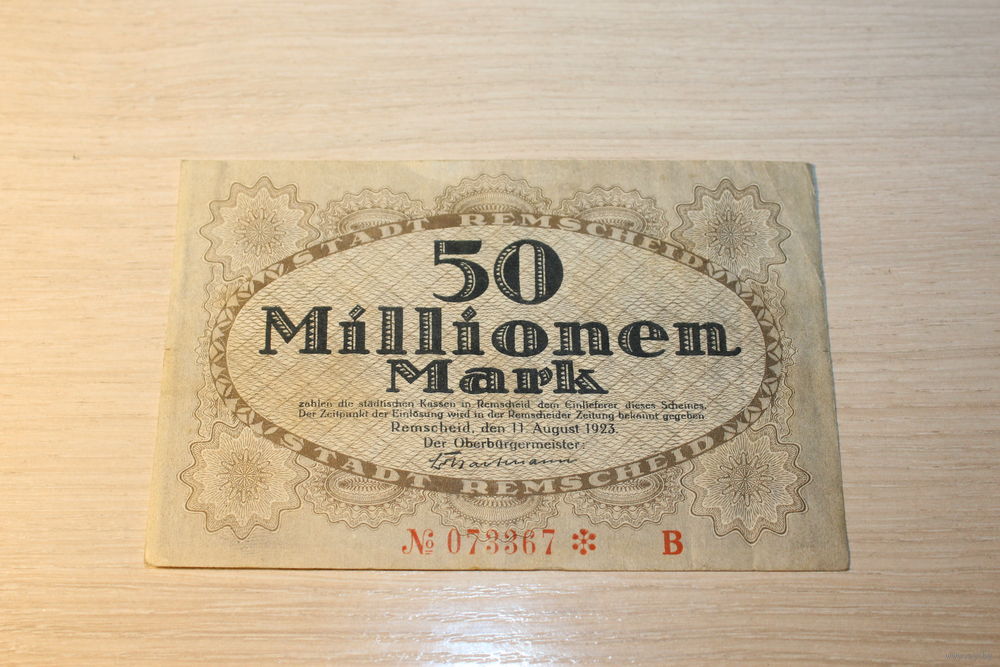 STADT REMSCHEID
50
Millionen
Mark
zahlen die städtischen Kassen in Remscheid dem Einlieferer dieses Scheines.
Der Zeitpunkt der Einlösung wird in der Remscheider Zeitung bekannt gegeben
Remscheid, den 11 August 1923.
Der Oberbürgermeister:
STADT REMSCHEID
№ 073367 ✻ B